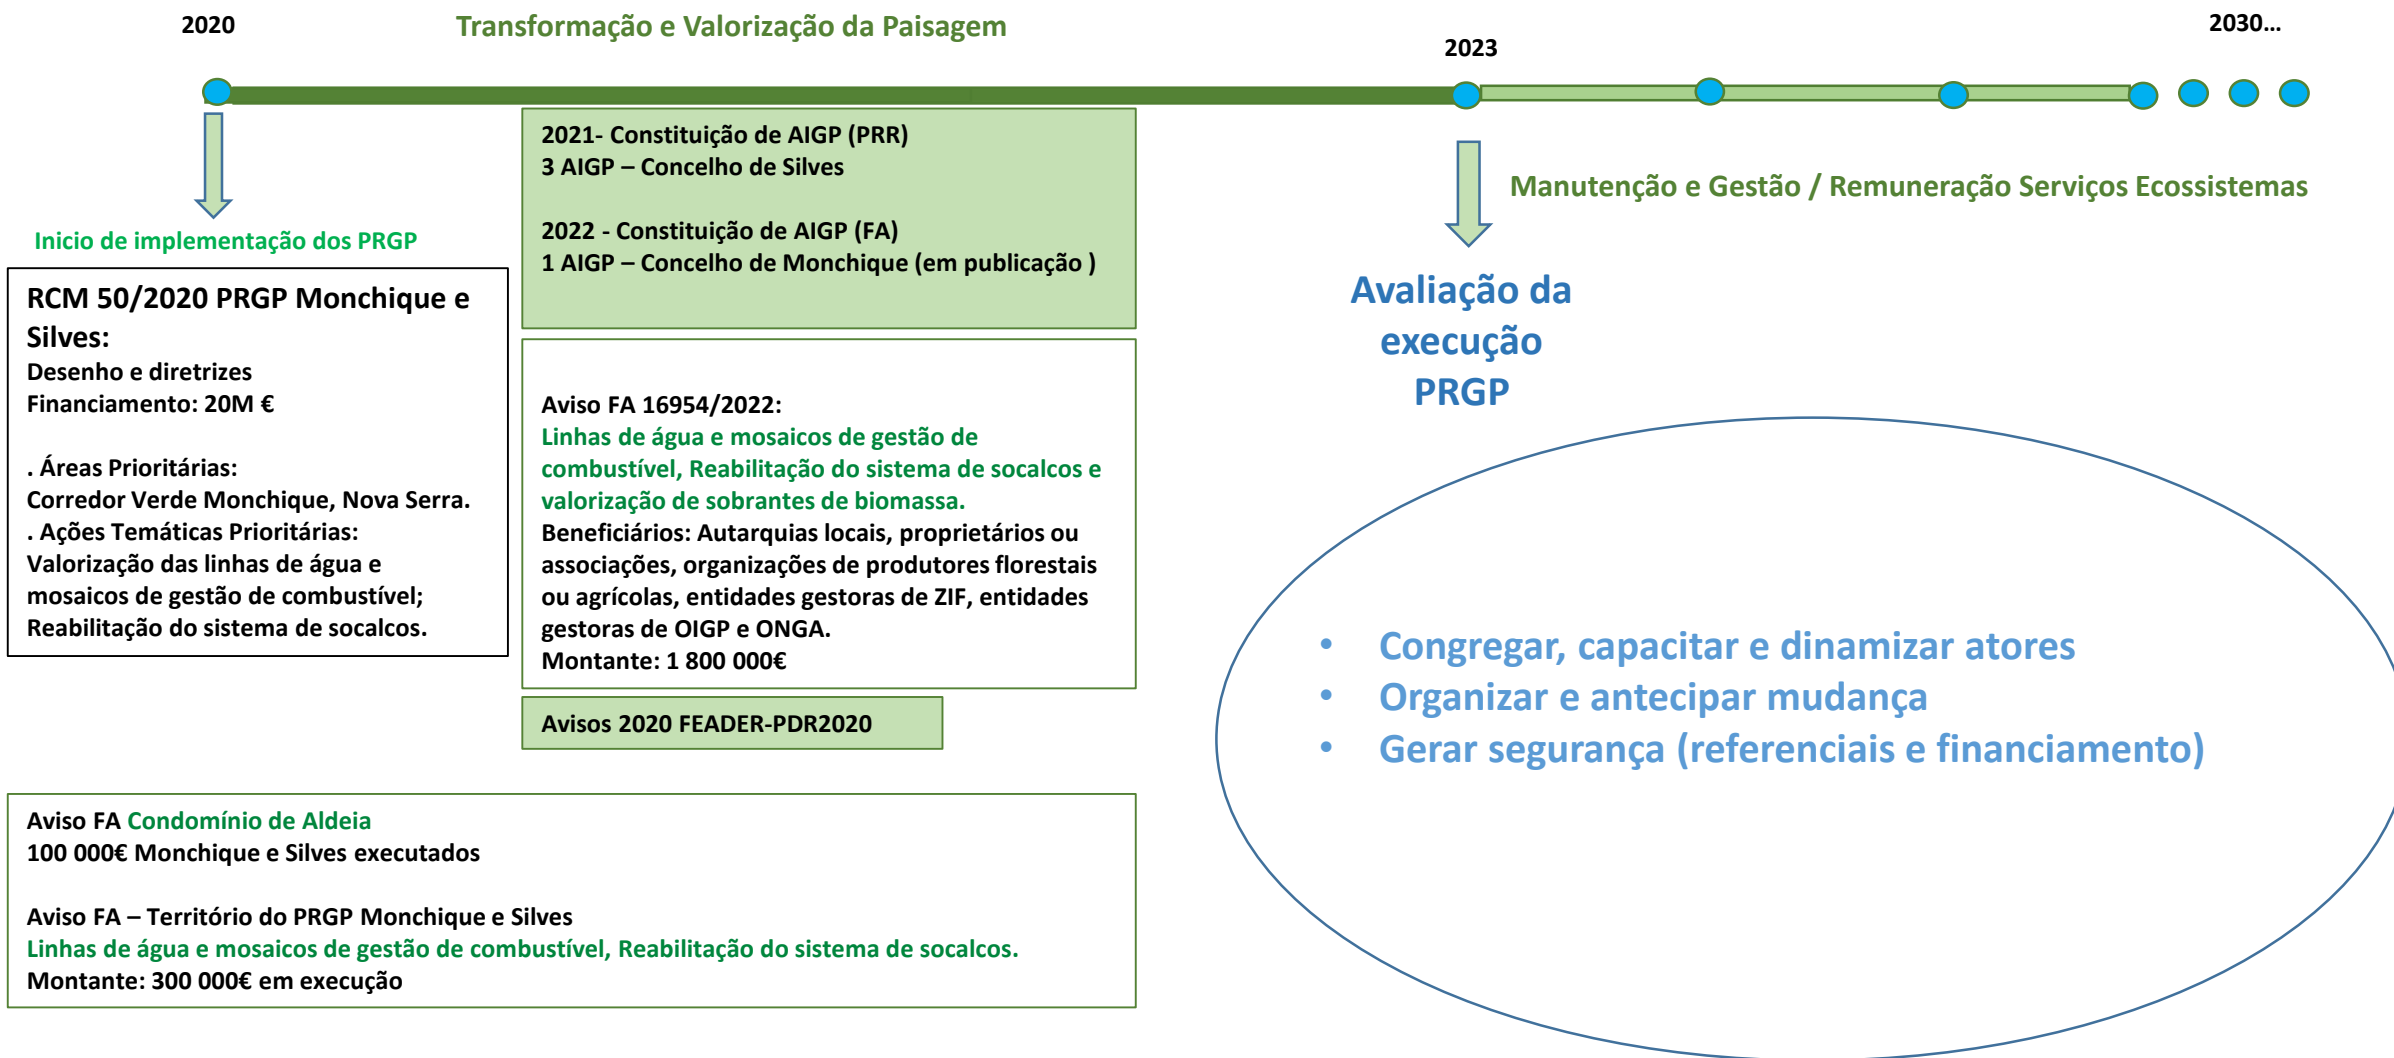 2020
Transformação e Valorização da Paisagem
2023
2030...
Inicio de implementação dos PRGP
RCM 50/2020 PRGP Monchique e
Silves:
Desenho e diretrizes
Financiamento: 20M €
. Áreas Prioritárias:
Corredor Verde Monchique, Nova Serra.
. Ações Temáticas Prioritárias:
Valorização das linhas de água e
mosaicos de gestão de combustível;
Reabilitação do sistema de socalcos.
2021- Constituição de AIGP (PRR)
3 AIGP – Concelho de Silves
2022 - Constituição de AIGP (FA)
1 AIGP – Concelho de Monchique (em publicação )
Aviso FA 16954/2022:
Linhas de água e mosaicos de gestão de
combustível, Reabilitação do sistema de socalcos e
valorização de sobrantes de biomassa.
Beneficiários: Autarquias locais, proprietários ou
associações, organizações de produtores florestais
ou agrícolas, entidades gestoras de ZIF, entidades
gestoras de OIGP e ONGA.
Montante: 1 800 000€
Avisos 2020 FEADER-PDR2020
Aviso FA Condomínio de Aldeia
100 000€ Monchique e Silves executados
Aviso FA – Território do PRGP Monchique e Silves
Linhas de água e mosaicos de gestão de combustível, Reabilitação do sistema de socalcos.
Montante: 300 000€ em execução
Manutenção e Gestão / Remuneração Serviços Ecossistemas
Avaliação da
execução
PRGP
• Congregar, capacitar e dinamizar atores
• Organizar e antecipar mudança
• Gerar segurança (referenciais e financiamento)